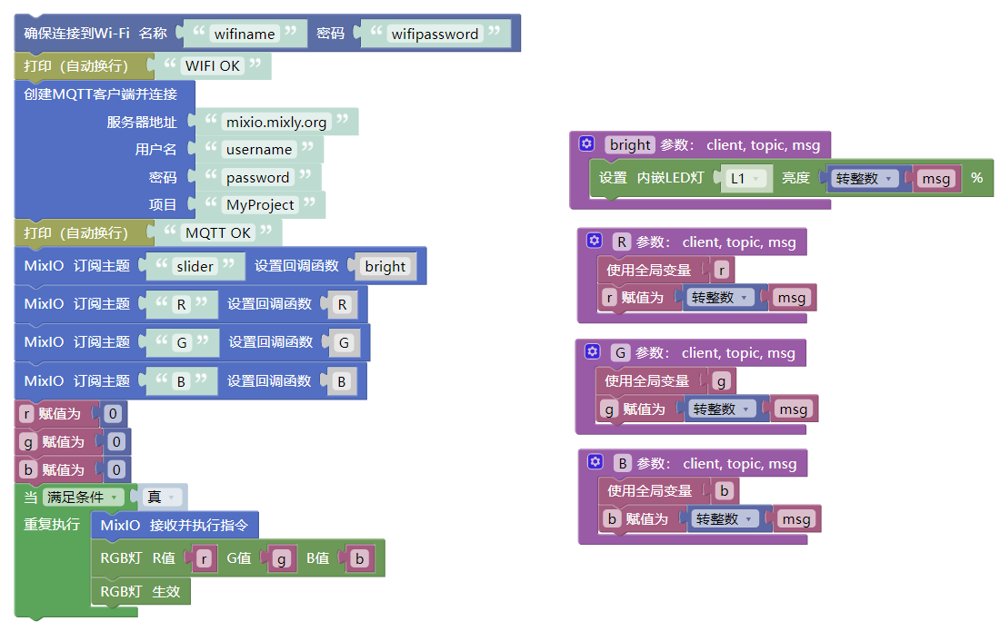 确保连接到Wi-Fi 名称 “ wifiname ” 密码 “ wifipassword ”
打印（自动换行） “ WIFI OK ”
创建MQTT客户端并连接
服务器地址 “ mixio.mixly.org ”
用户名 “ username ”
密码 “ password ”
项目 “ MyProject ”
打印（自动换行） “ MQTT OK ”
MixIO 订阅主题 “ slider ” 设置回调函数 bright
MixIO 订阅主题 “ R ” 设置回调函数 R
MixIO 订阅主题 “ G ” 设置回调函数 G
MixIO 订阅主题 “ B ” 设置回调函数 B
r 赋值为 0
g 赋值为 0
b 赋值为 0
当 满足条件 真
重复执行 MixIO 接收并执行指令
RGB灯 R值 r G值 g B值 b
RGB灯 生效
bright 参数： client, topic, msg
设置 内嵌LED灯 L1 亮度 转整数 msg %
R 参数： client, topic, msg
使用全局变量 r
r 赋值为 转整数 msg
G 参数： client, topic, msg
使用全局变量 g
g 赋值为 转整数 msg
B 参数： client, topic, msg
使用全局变量 b
b 赋值为 转整数 msg